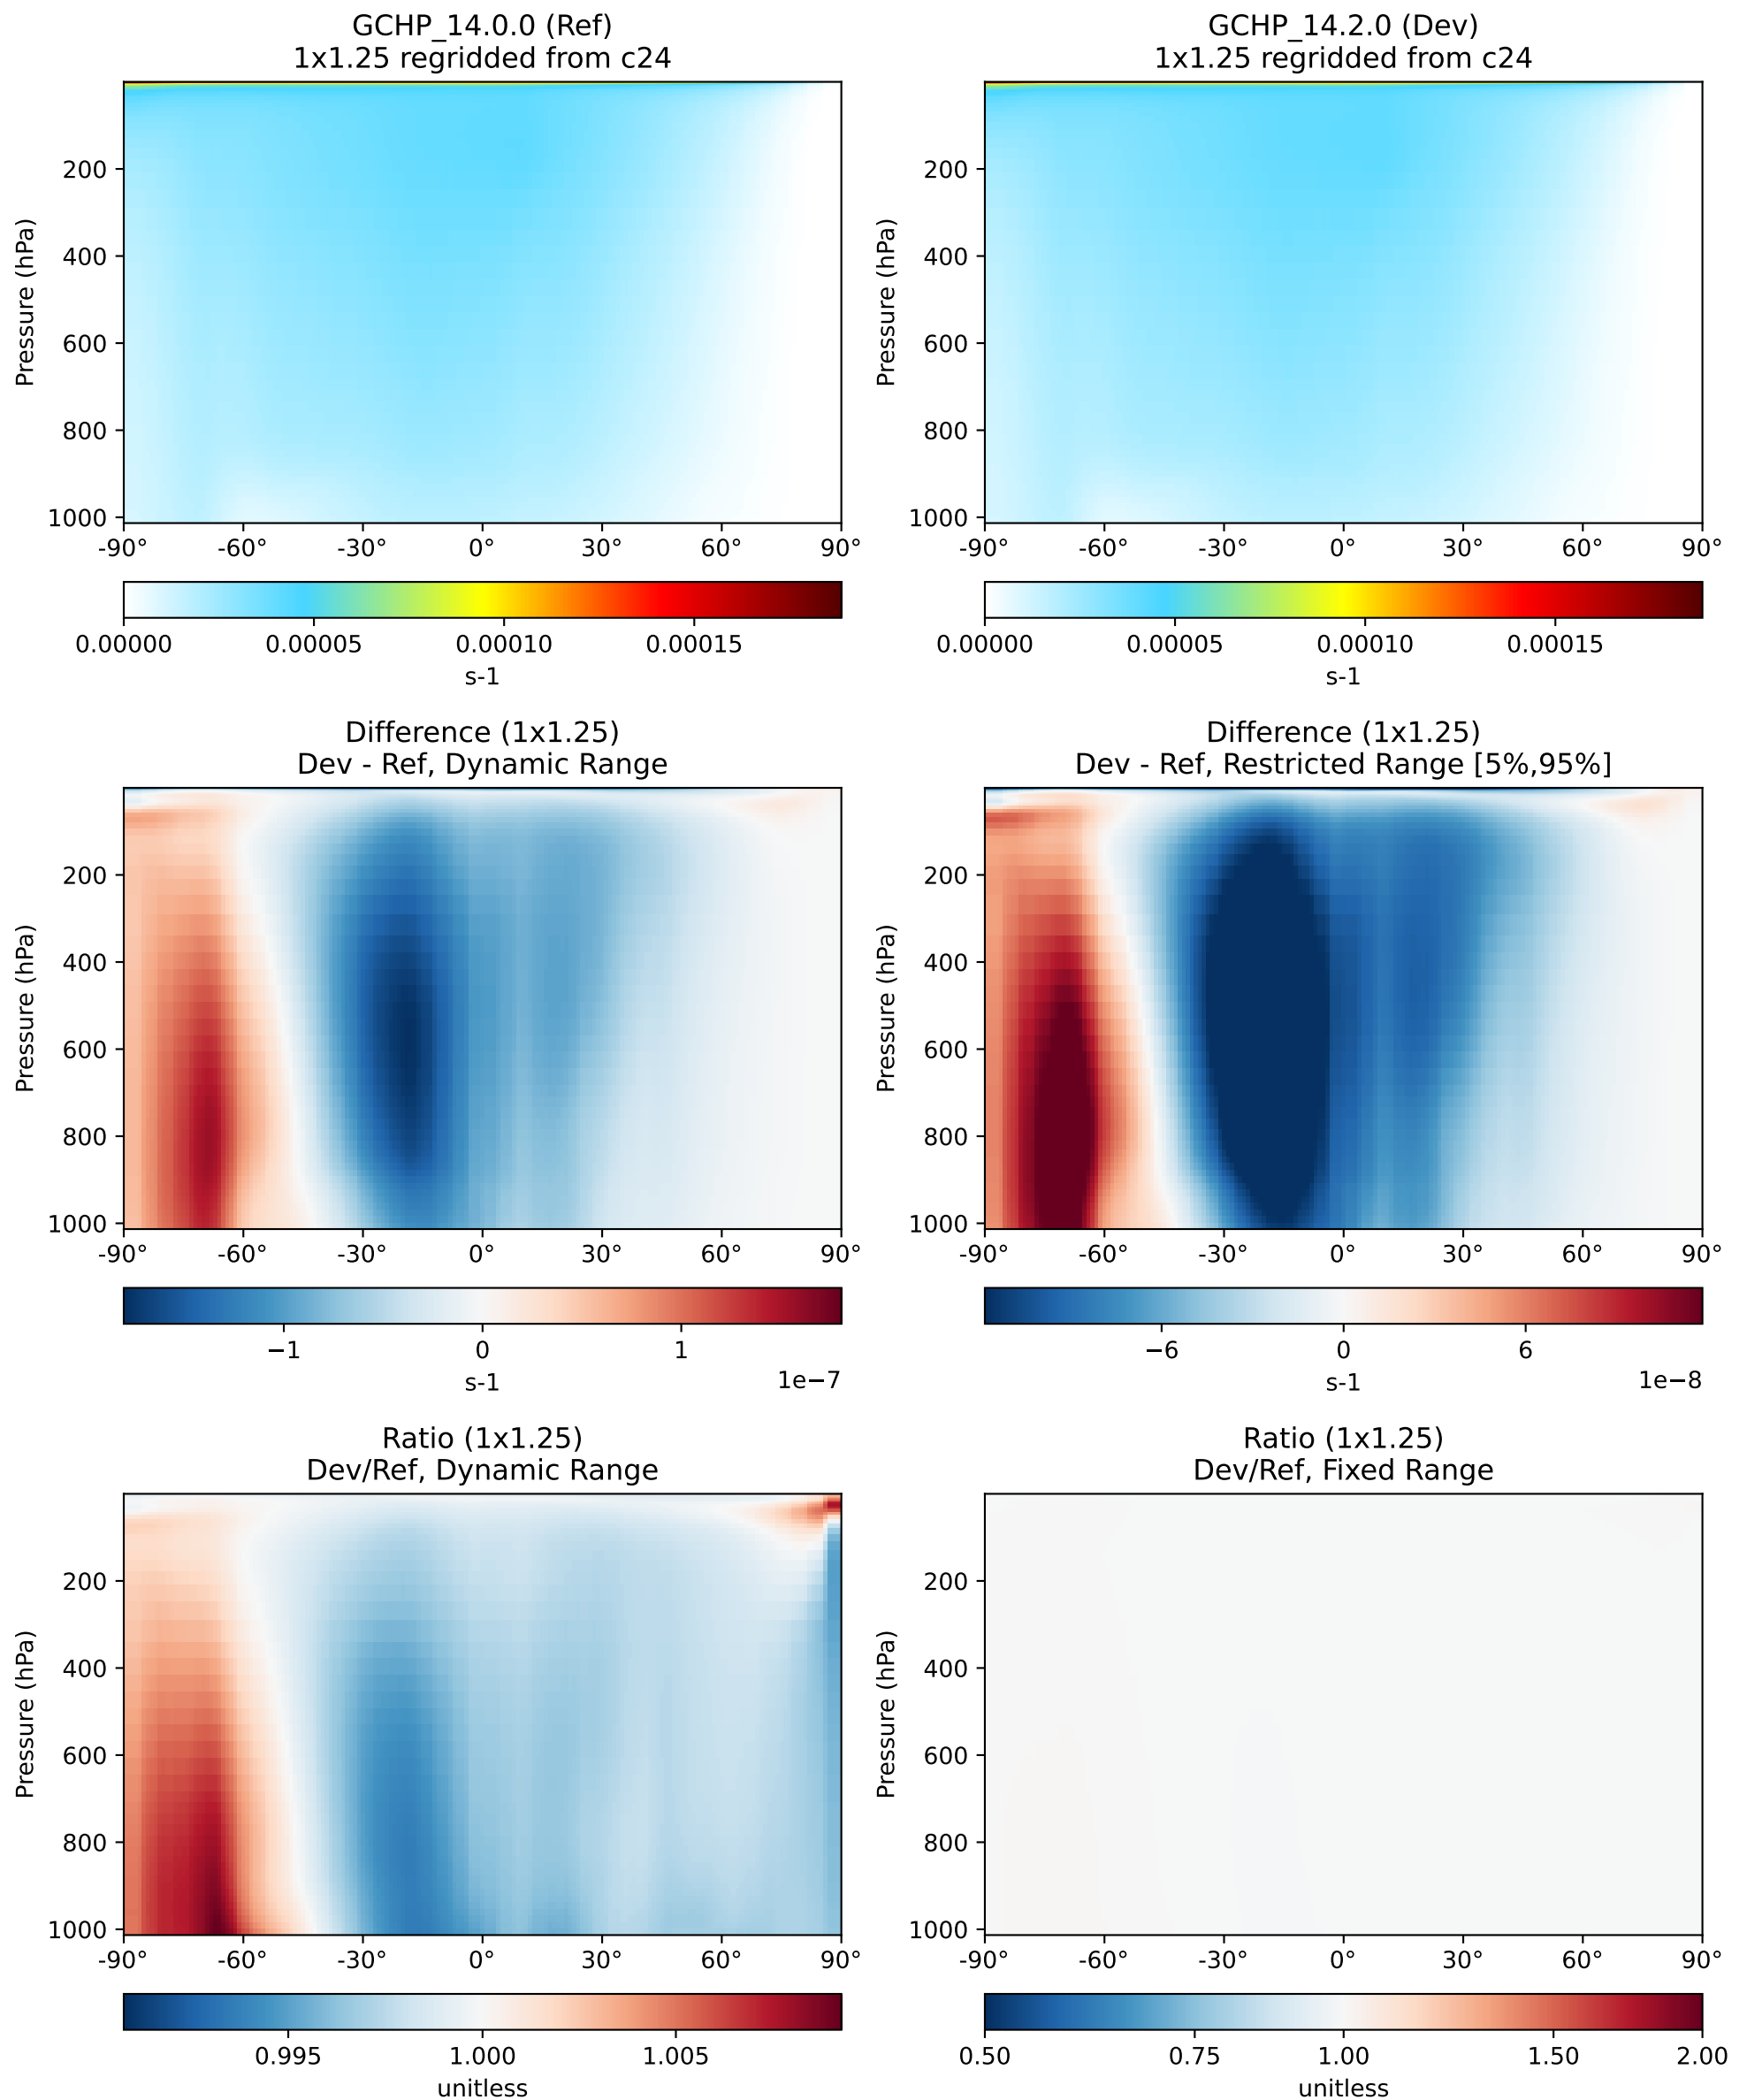 GCHP_14.0.0 (Ref)
1x1.25 regridded from c24
Pressure (hPa)
200
400
600
800
1000
-90° -60° -30° 0° 30° 60° 90°
0.00000 0.00005 0.00010 0.00015
s-1
GCHP_14.2.0 (Dev)
1x1.25 regridded from c24
Pressure (hPa)
200
400
600
800
1000
-90° -60° -30° 0° 30° 60° 90°
0.00000 0.00005 0.00010 0.00015
s-1
Difference (1x1.25)
Dev - Ref, Dynamic Range
Pressure (hPa)
200
400
600
800
1000
-90° -60° -30° 0° 30° 60° 90°
−1 0 1
s-1 1e−7
Difference (1x1.25)
Dev - Ref, Restricted Range [5%,95%]
Pressure (hPa)
200
400
600
800
1000
-90° -60° -30° 0° 30° 60° 90°
−6 0 6
s-1 1e−8
Ratio (1x1.25)
Dev/Ref, Dynamic Range
Pressure (hPa)
200
400
600
800
1000
-90° -60° -30° 0° 30° 60° 90°
0.995 1.000 1.005
unitless
Ratio (1x1.25)
Dev/Ref, Fixed Range
Pressure (hPa)
200
400
600
800
1000
-90° -60° -30° 0° 30° 60° 90°
0.50 0.75 1.00 1.50 2.00
unitless